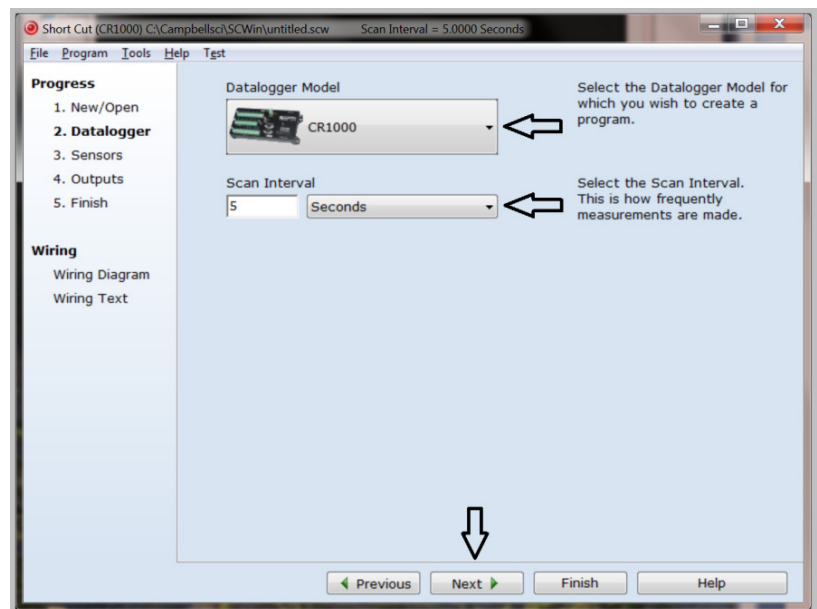 Short Cut (CR1000) C:\Campbellsci\SCWin\untitled.scw Scan Interval = 5.0000 Seconds
File Program Tools Help Test
Progress
1. New/Open
2. Datalogger
3. Sensors
4. Outputs
5. Finish
Wiring
Wiring Diagram
Wiring Text
Datalogger Model
CR1000
Select the Datalogger Model for
which you wish to create a
program.
Scan Interval
5 Seconds
Select the Scan Interval.
This is how frequently
measurements are made.
Previous Next Finish Help